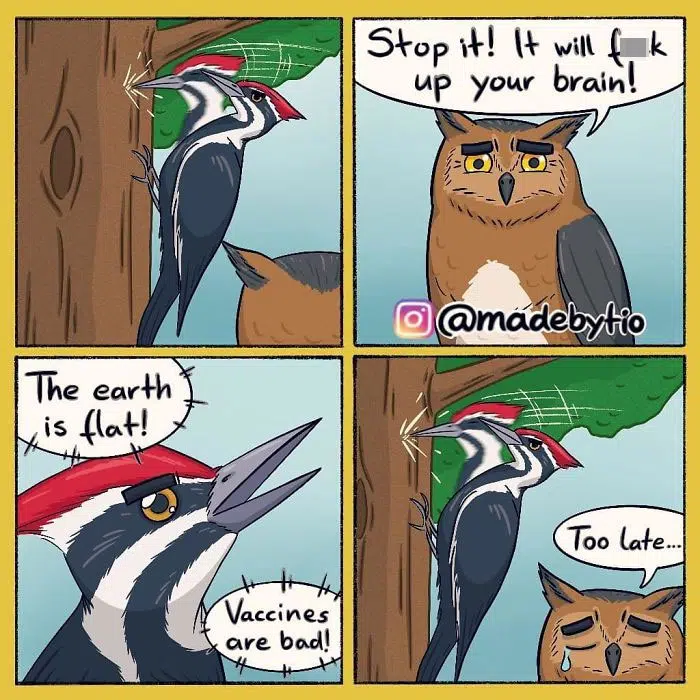 Stop it! It will f
k
up your brain!
@madebytio
The earth
is flat!
Vaccines
are bad!
Too late...